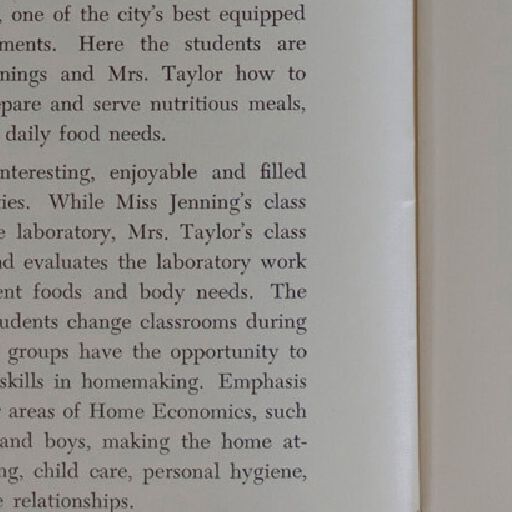 , one of the city's best equipped
ments. Here the students are
nings and Mrs. Taylor how to
pare and serve nutritious meals,
daily food needs.
nteresting, enjoyable and filled
ies. While Miss Jenning's class
e laboratory, Mrs. Taylor's class
nd evaluates the laboratory work
ent foods and body needs. The
udents change classrooms during
groups have the opportunity to
skills in homemaking. Emphasis
areas of Home Economics, such
and boys, making the home at-
ng, child care, personal hygiene,
e relationships.